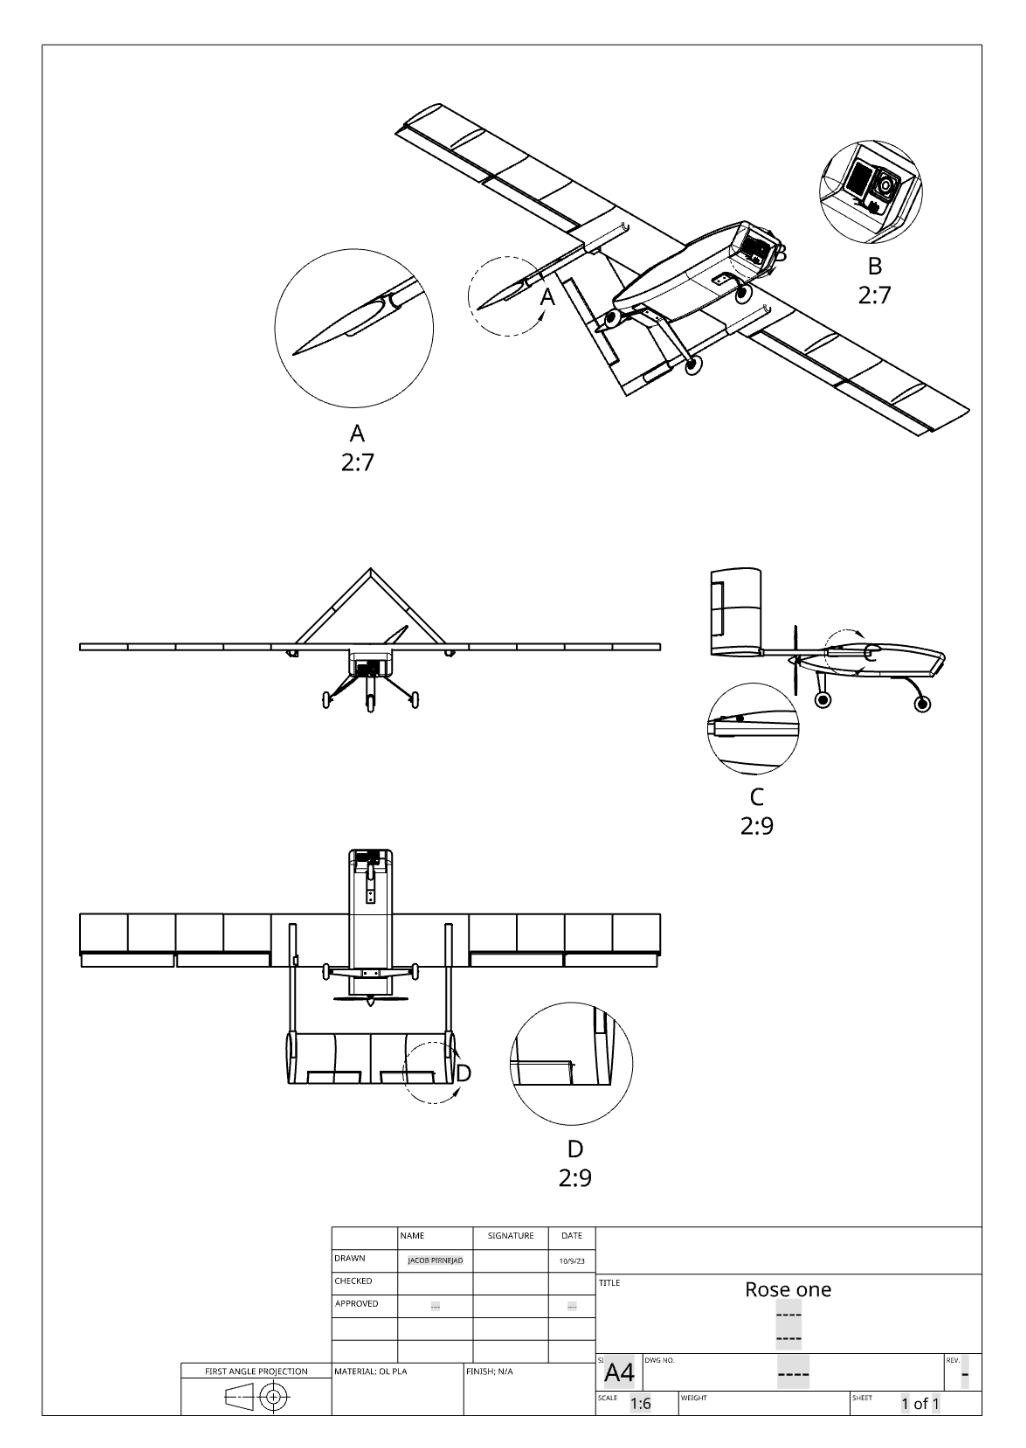 B
A
B
2:7
A
2:7
C
C
2:9
D
D
2:9
NAME SIGNATURE DATE
DRAWN JACOB PIRNEJAD 10/9/23
CHECKED
TITLE Rose one
APPROVED --- --- ----
----
FIRST ANGLE PROJECTION MATERIAL; OL PLA FINISH; N/A
A4 DWG NO. ---- REV. -
SCALE 1:6 WEIGHT SHEET 1 of 1